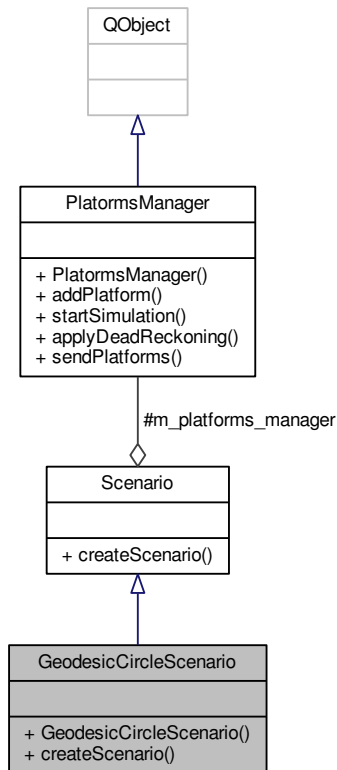 QObject
PlatormsManager
+ PlatormsManager()
+ addPlatform()
+ startSimulation()
+ applyDeadReckoning()
+ sendPlatforms()
#m_platforms_manager
Scenario
+ createScenario()
GeodesicCircleScenario
+ GeodesicCircleScenario()
+ createScenario()